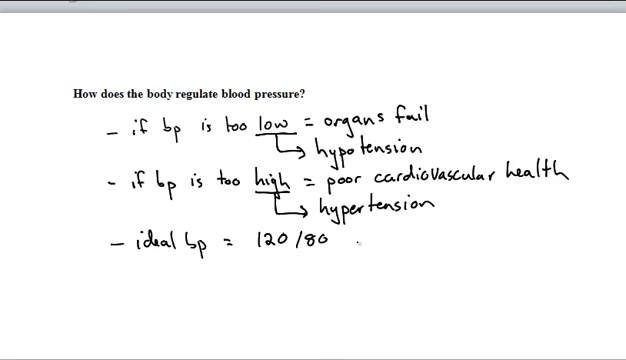 How does the body regulate blood pressure?
- if bp is too low = organs fail
hypotension
- if bp is too high = poor cardiovascular health
hypertension
- ideal bp = 120/80